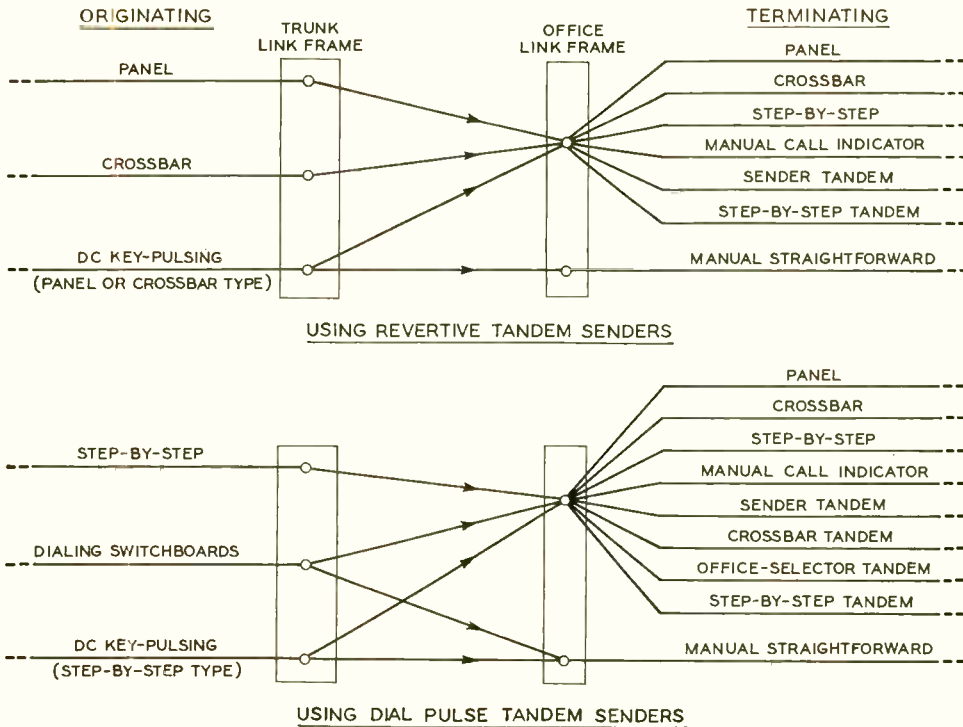 ORIGINATING
TERMINATING
TRUNK
LINK FRAME
OFFICE
LINK FRAME
PANEL
CROSSBAR
DC KEY-PULSING
(PANEL OR CROSSBAR TYPE)
PANEL
CROSSBAR
STEP-BY-STEP
MANUAL CALL INDICATOR
SENDER TANDEM
STEP-BY-STEP TANDEM
MANUAL STRAIGHTFORWARD
USING REVERTIVE TANDEM SENDERS
STEP-BY-STEP
DIALING SWITCHBOARDS
DC KEY-PULSING
(STEP-BY-STEP TYPE)
PANEL
CROSSBAR
STEP-BY-STEP
MANUAL CALL INDICATOR
SENDER TANDEM
CROSSBAR TANDEM
OFFICE-SELECTOR TANDEM
STEP-BY-STEP TANDEM
MANUAL STRAIGHTFORWARD
USING DIAL PULSE TANDEM SENDERS